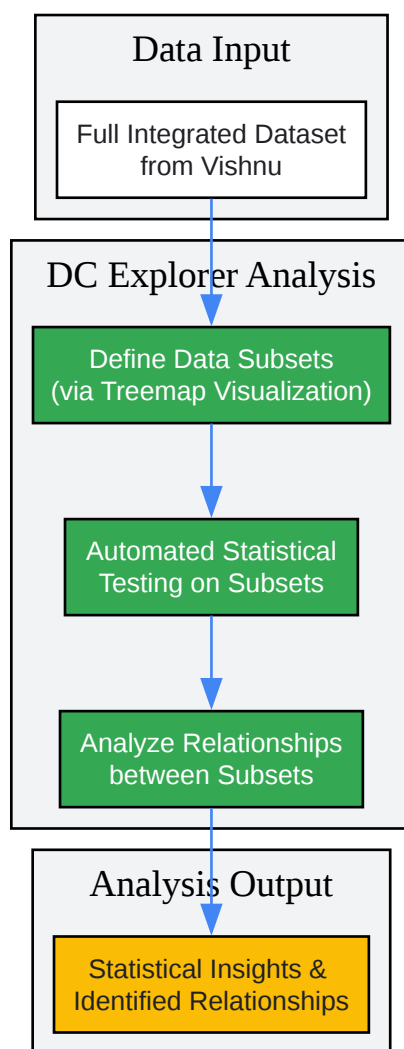 Data Input
Full Integrated Dataset
from Vishnu
DC Explorer Analysis
Define Data Subsets
(via Treemap Visualization)
Automated Statistical
Testing on Subsets
Analyze Relationships
between Subsets
Analysis Output
Statistical Insights &
Identified Relationships